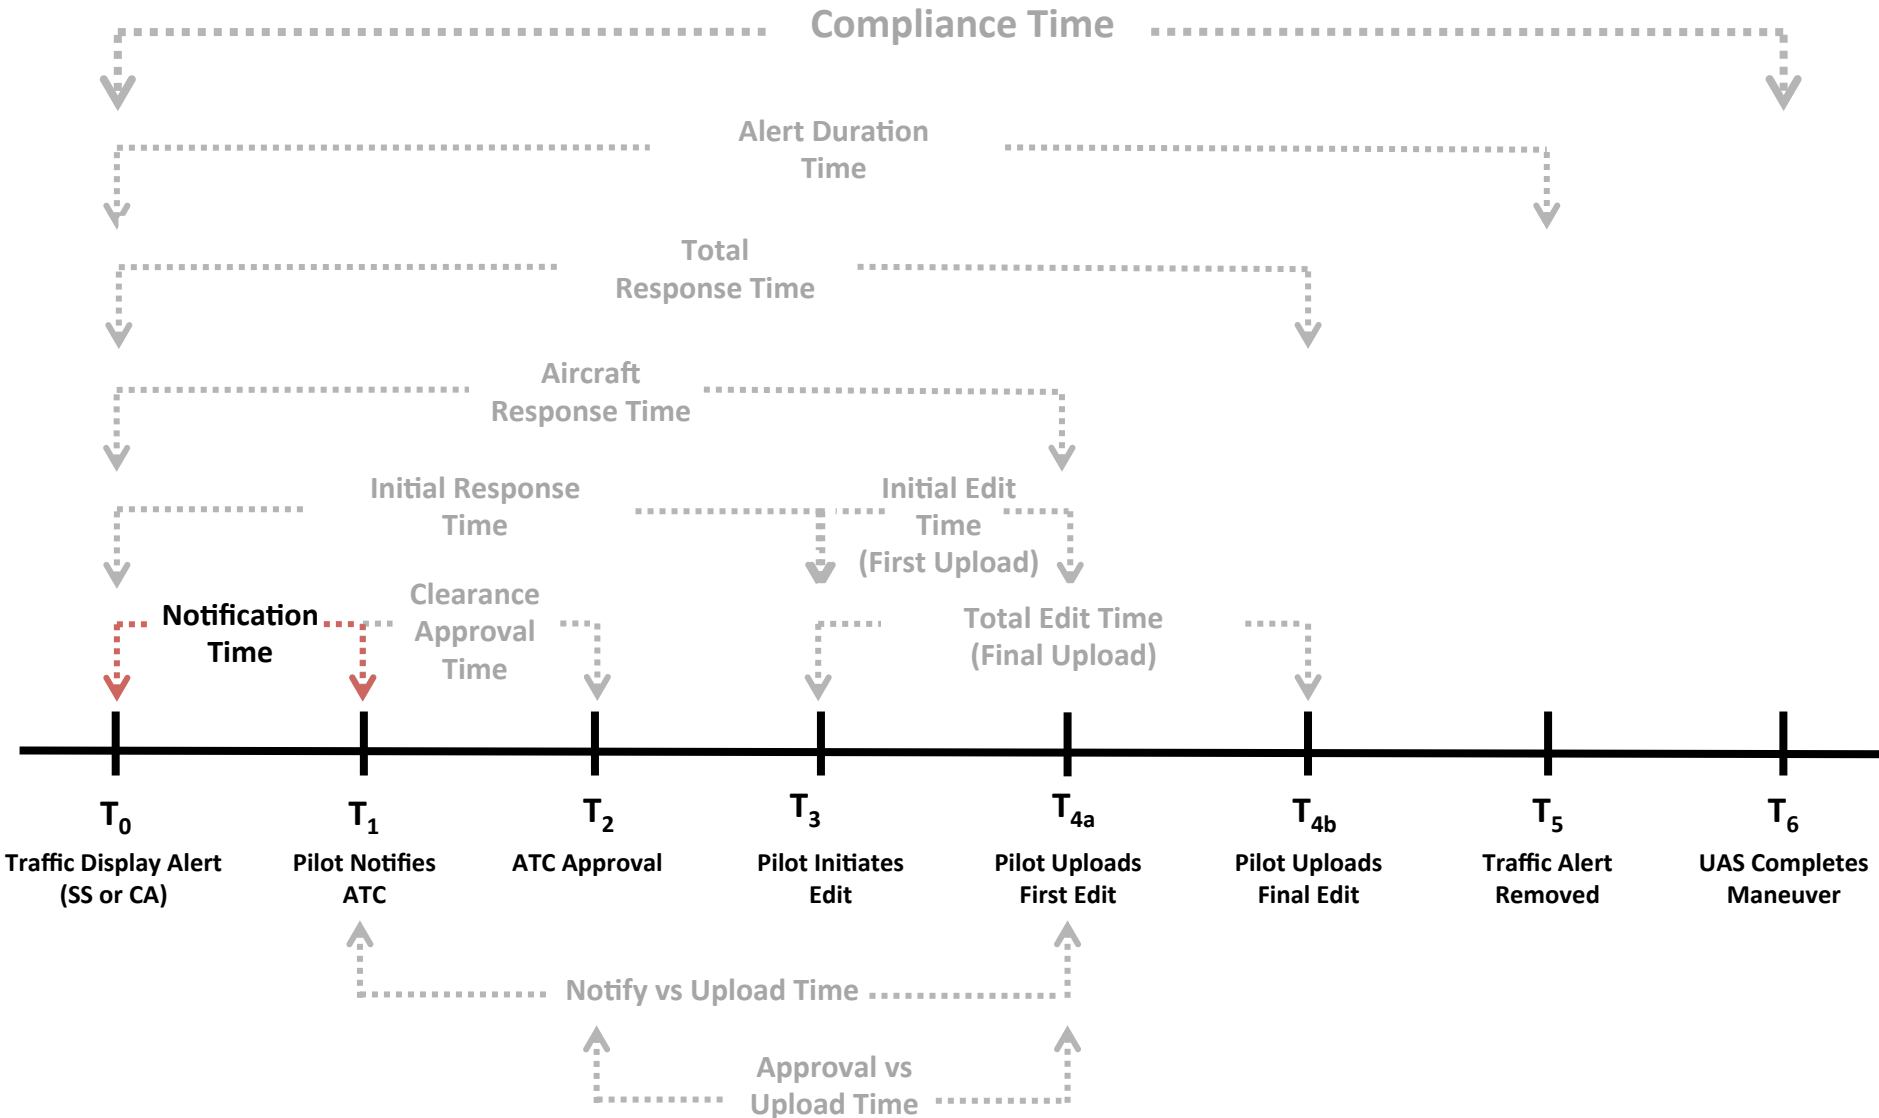 Compliance Time
Alert Duration
Time
Total
Response Time
Aircraft
Response Time
Initial Response
Time
Initial Edit
Time
(First Upload)
Notification
Time
Clearance
Approval
Time
Total Edit Time
(Final Upload)
T0
T1
T2
T3
T4a
T4b
T5
T6
Traffic Display Alert
(SS or CA)
Pilot Notifies
ATC
ATC Approval
Pilot Initiates
Edit
Pilot Uploads
First Edit
Pilot Uploads
Final Edit
Traffic Alert
Removed
UAS Completes
Maneuver
Notify vs Upload Time
Approval vs
Upload Time